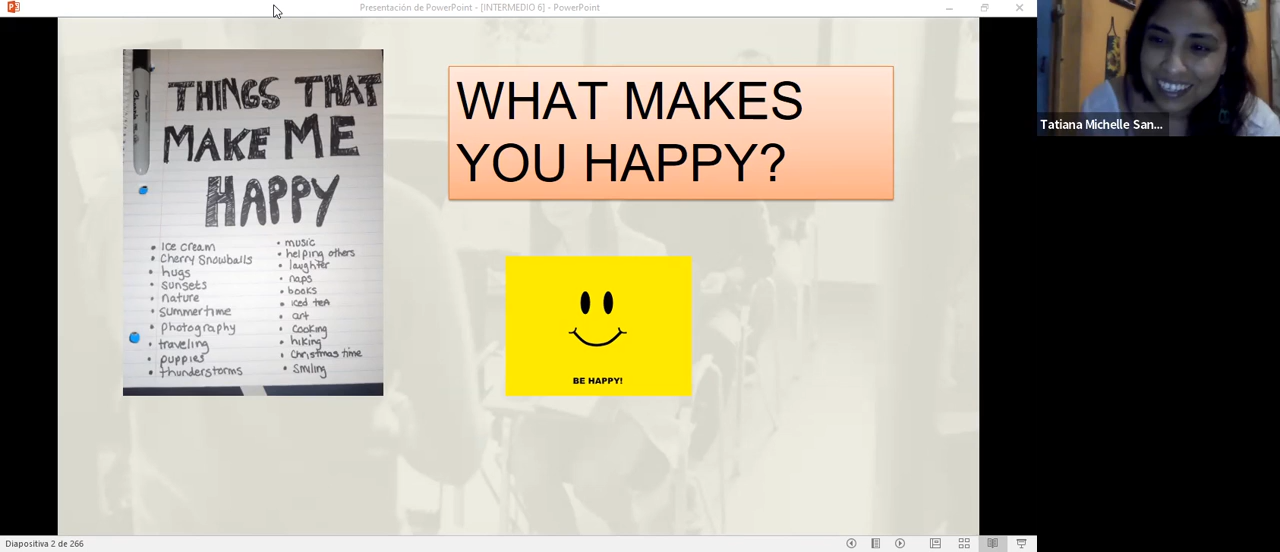 Presentación de PowerPoint - [INTERMEDIO 6] - PowerPoint
THINGS THAT
MAKE ME
HAPPY
• Ice cream
• Cherry Snowballs
• hugs
• sunsets
• nature
• summertime
• photography
• traveling
• puppies
• thunderstorms
• music
• helping others
• laughter
• naps
• books
• iced tea
• art
• cooking
• hiking
• Christmas time
• Smiling
WHAT MAKES
YOU HAPPY?
BE HAPPY!
Tatiana Michelle San...
Diapositiva 2 de 266